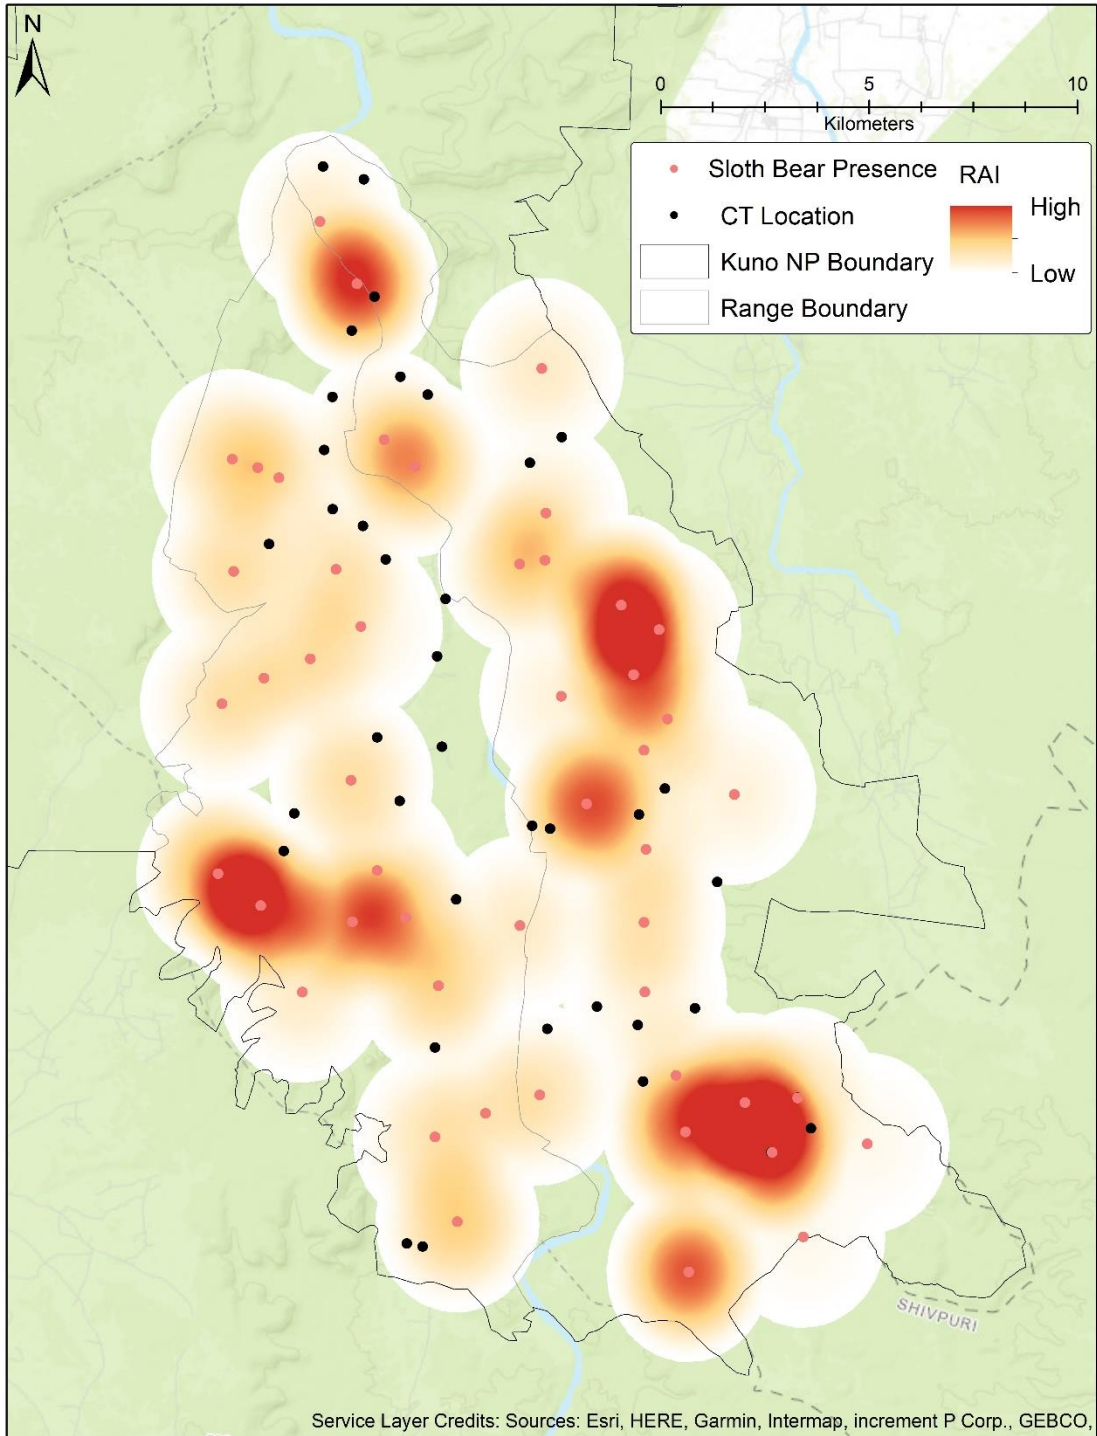 N
0 5 10
Kilometers
Sloth Bear Presence
CT Location
Kuno NP Boundary
Range Boundary
RAI
High
Low
SHIVPURI
Service Layer Credits: Sources: Esri, HERE, Garmin, Intermap, increment P Corp., GEBCO,